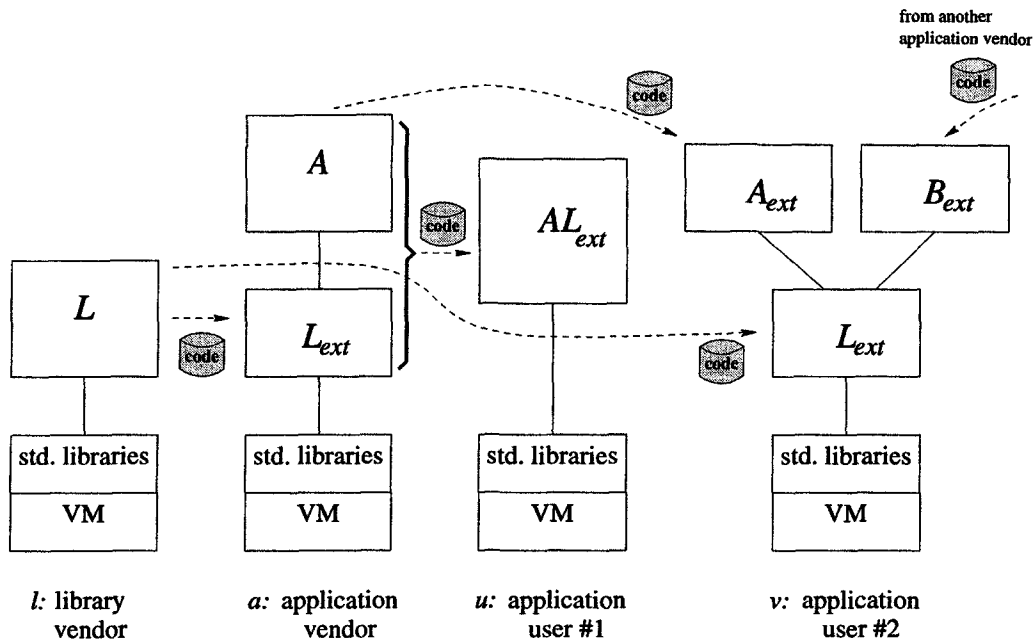 from another
application vendor
code
code
A
A_ext
B_ext
code
AL_ext
L
L_ext
L_ext
code
code
std. libraries
std. libraries
std. libraries
std. libraries
VM
VM
VM
VM
l: library
vendor
a: application
vendor
u: application
user #1
v: application
user #2